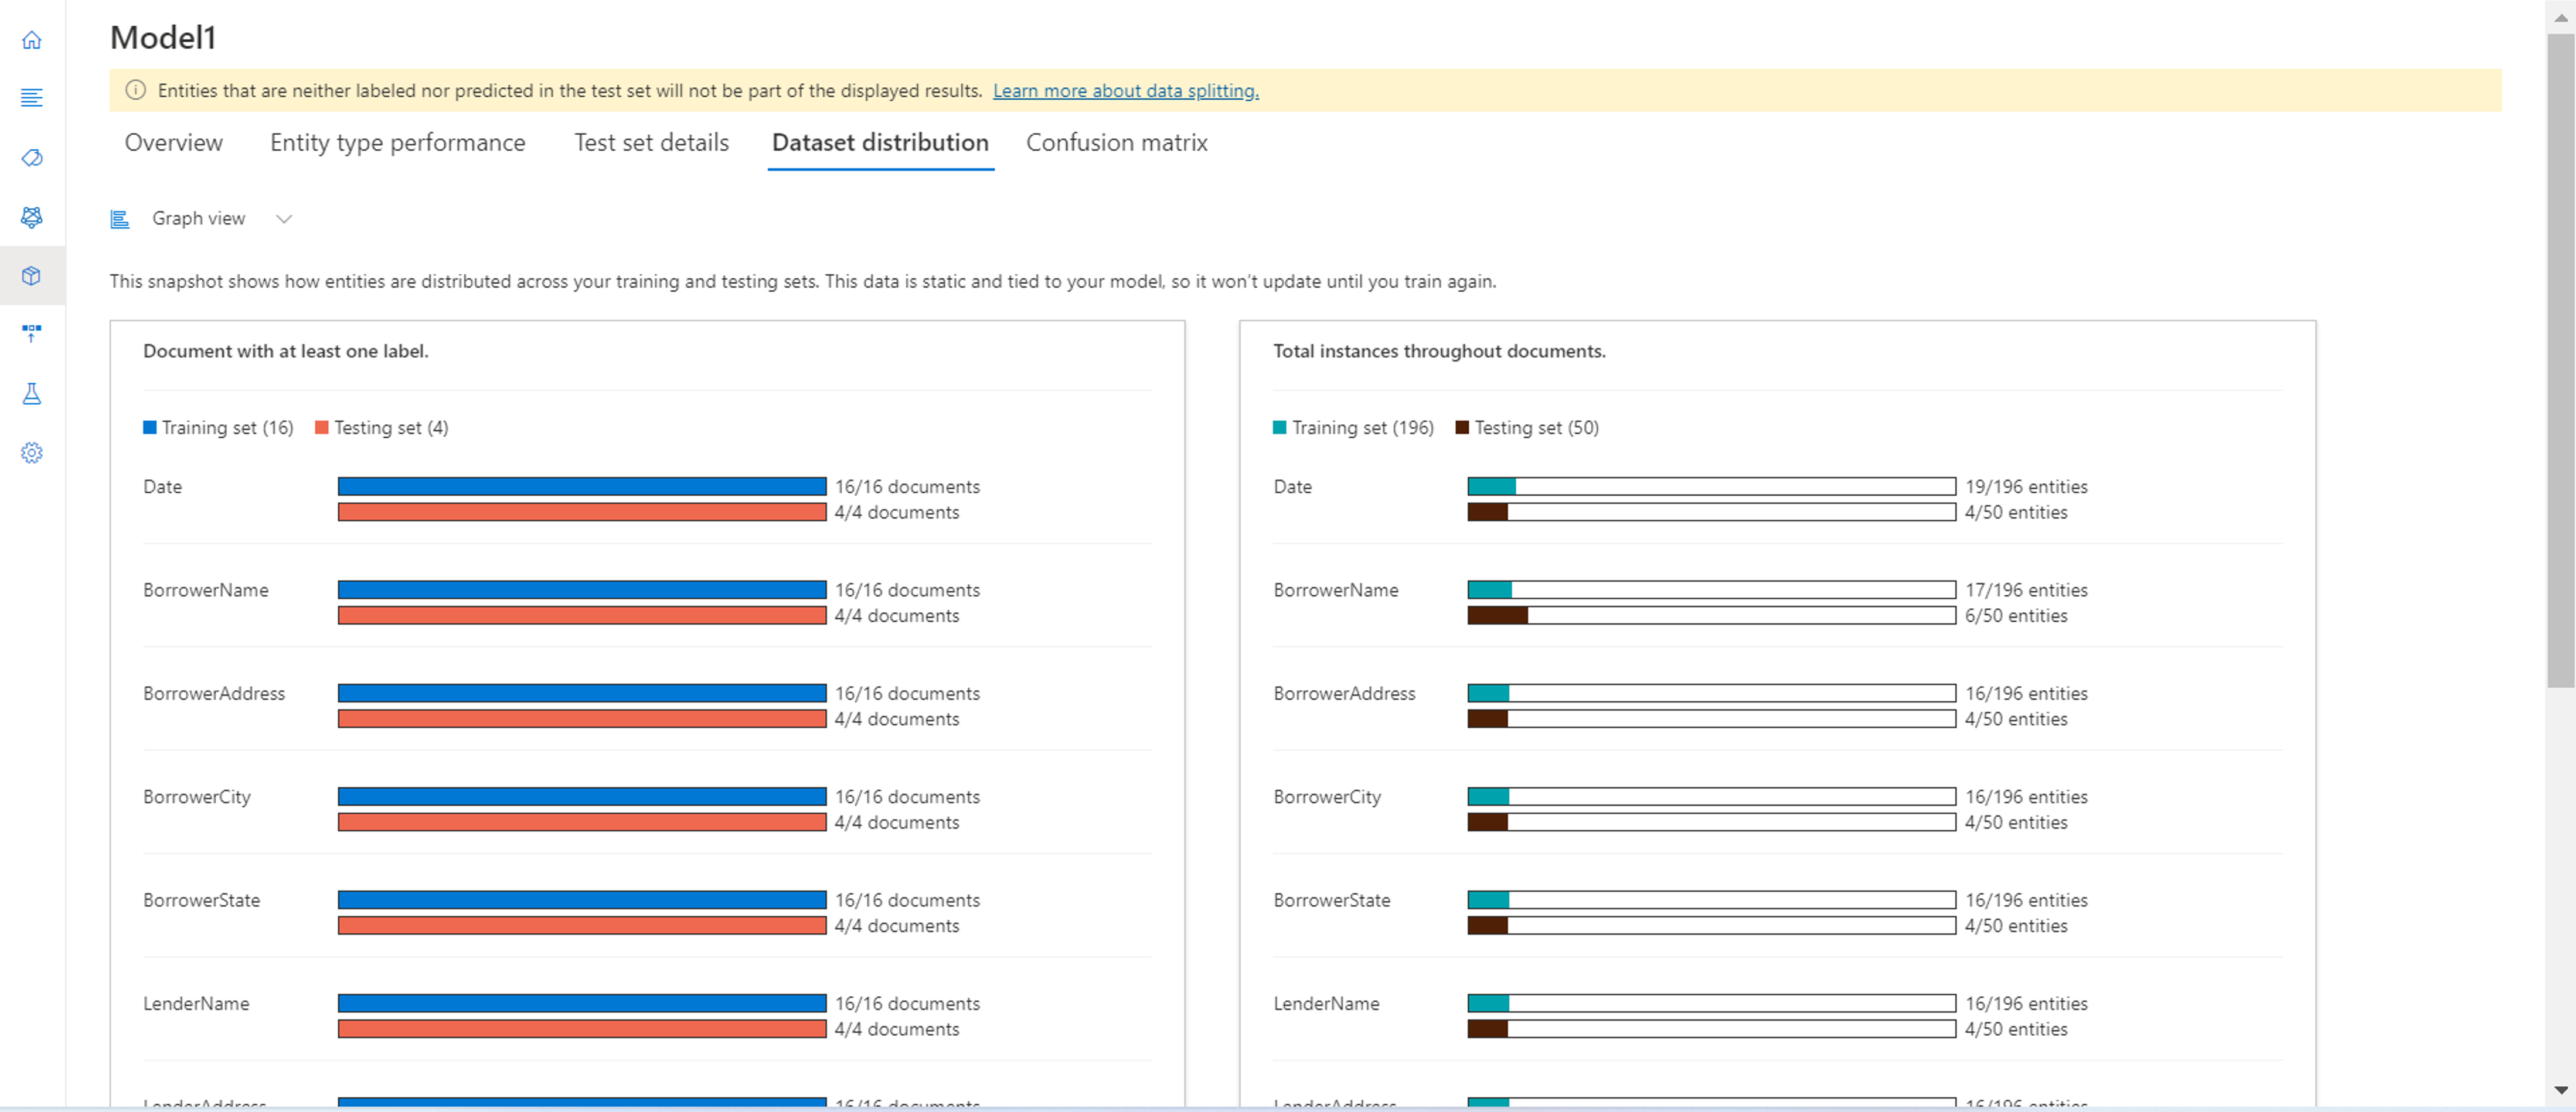 Model1
Entities that are neither labeled nor predicted in the test set will not be part of the displayed results. Learn more about data splitting.
Overview Entity type performance Test set details Dataset distribution Confusion matrix
Graph view
This snapshot shows how entities are distributed across your training and testing sets. This data is static and tied to your model, so it won't update until you train again.
Document with at least one label.
Training set (16) Testing set (4)
Date 16/16 documents
4/4 documents
BorrowerName 16/16 documents
4/4 documents
BorrowerAddress 16/16 documents
4/4 documents
BorrowerCity 16/16 documents
4/4 documents
BorrowerState 16/16 documents
4/4 documents
LenderName 16/16 documents
4/4 documents
LenderAddress 16/16 documents
Total instances throughout documents.
Training set (196) Testing set (50)
Date 19/196 entities
4/50 entities
BorrowerName 17/196 entities
6/50 entities
BorrowerAddress 16/196 entities
4/50 entities
BorrowerCity 16/196 entities
4/50 entities
BorrowerState 16/196 entities
4/50 entities
LenderName 16/196 entities
4/50 entities
LenderAddress 16/196 entities